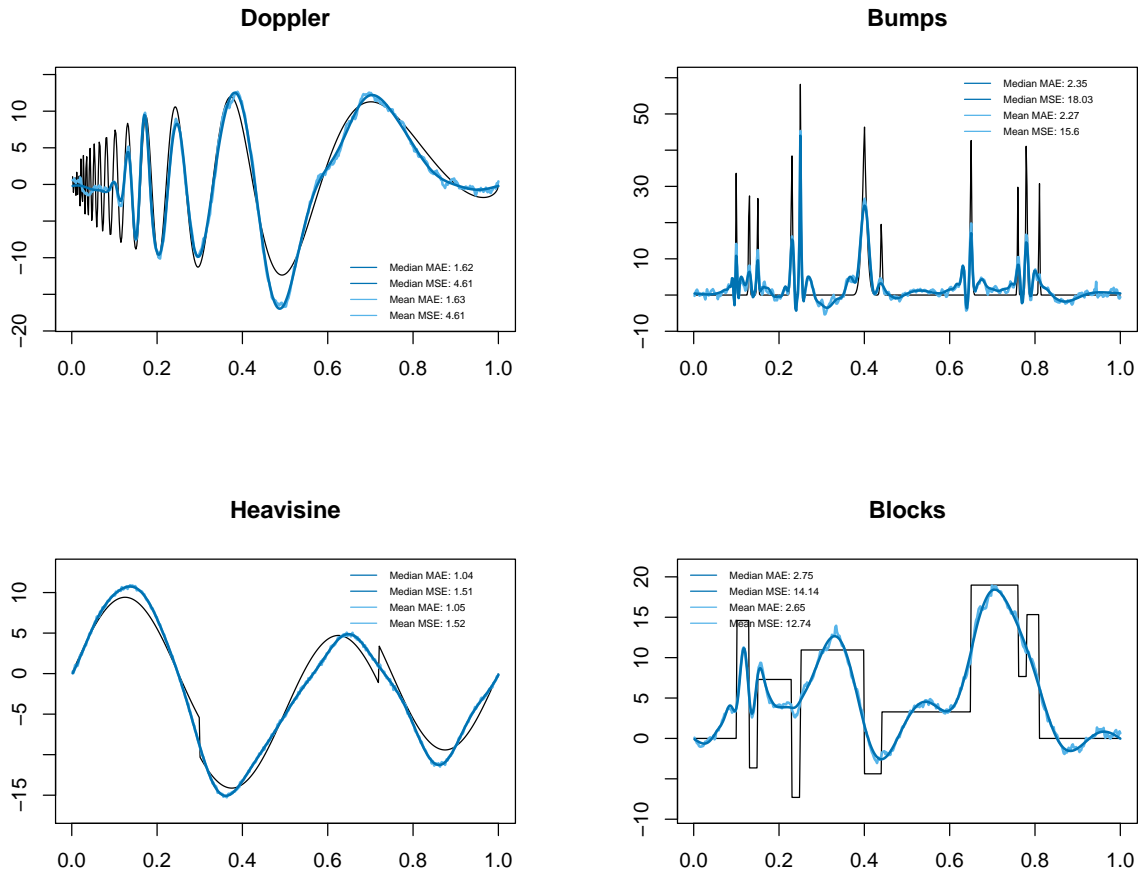 Doppler
10
5
0
−10
−20
Median MAE: 1.62
Median MSE: 4.61
Mean MAE: 1.63
Mean MSE: 4.61
0.0 0.2 0.4 0.6 0.8 1.0
Bumps
50
30
10
−10
Median MAE: 2.35
Median MSE: 18.03
Mean MAE: 2.27
Mean MSE: 15.6
0.0 0.2 0.4 0.6 0.8 1.0
Heavisine
10
5
0
−5
−15
Median MAE: 1.04
Median MSE: 1.51
Mean MAE: 1.05
Mean MSE: 1.52
0.0 0.2 0.4 0.6 0.8 1.0
Blocks
20
15
10
5
0
−10
Median MAE: 2.75
Median MSE: 14.14
Mean MAE: 2.65
Mean MSE: 12.74
0.0 0.2 0.4 0.6 0.8 1.0